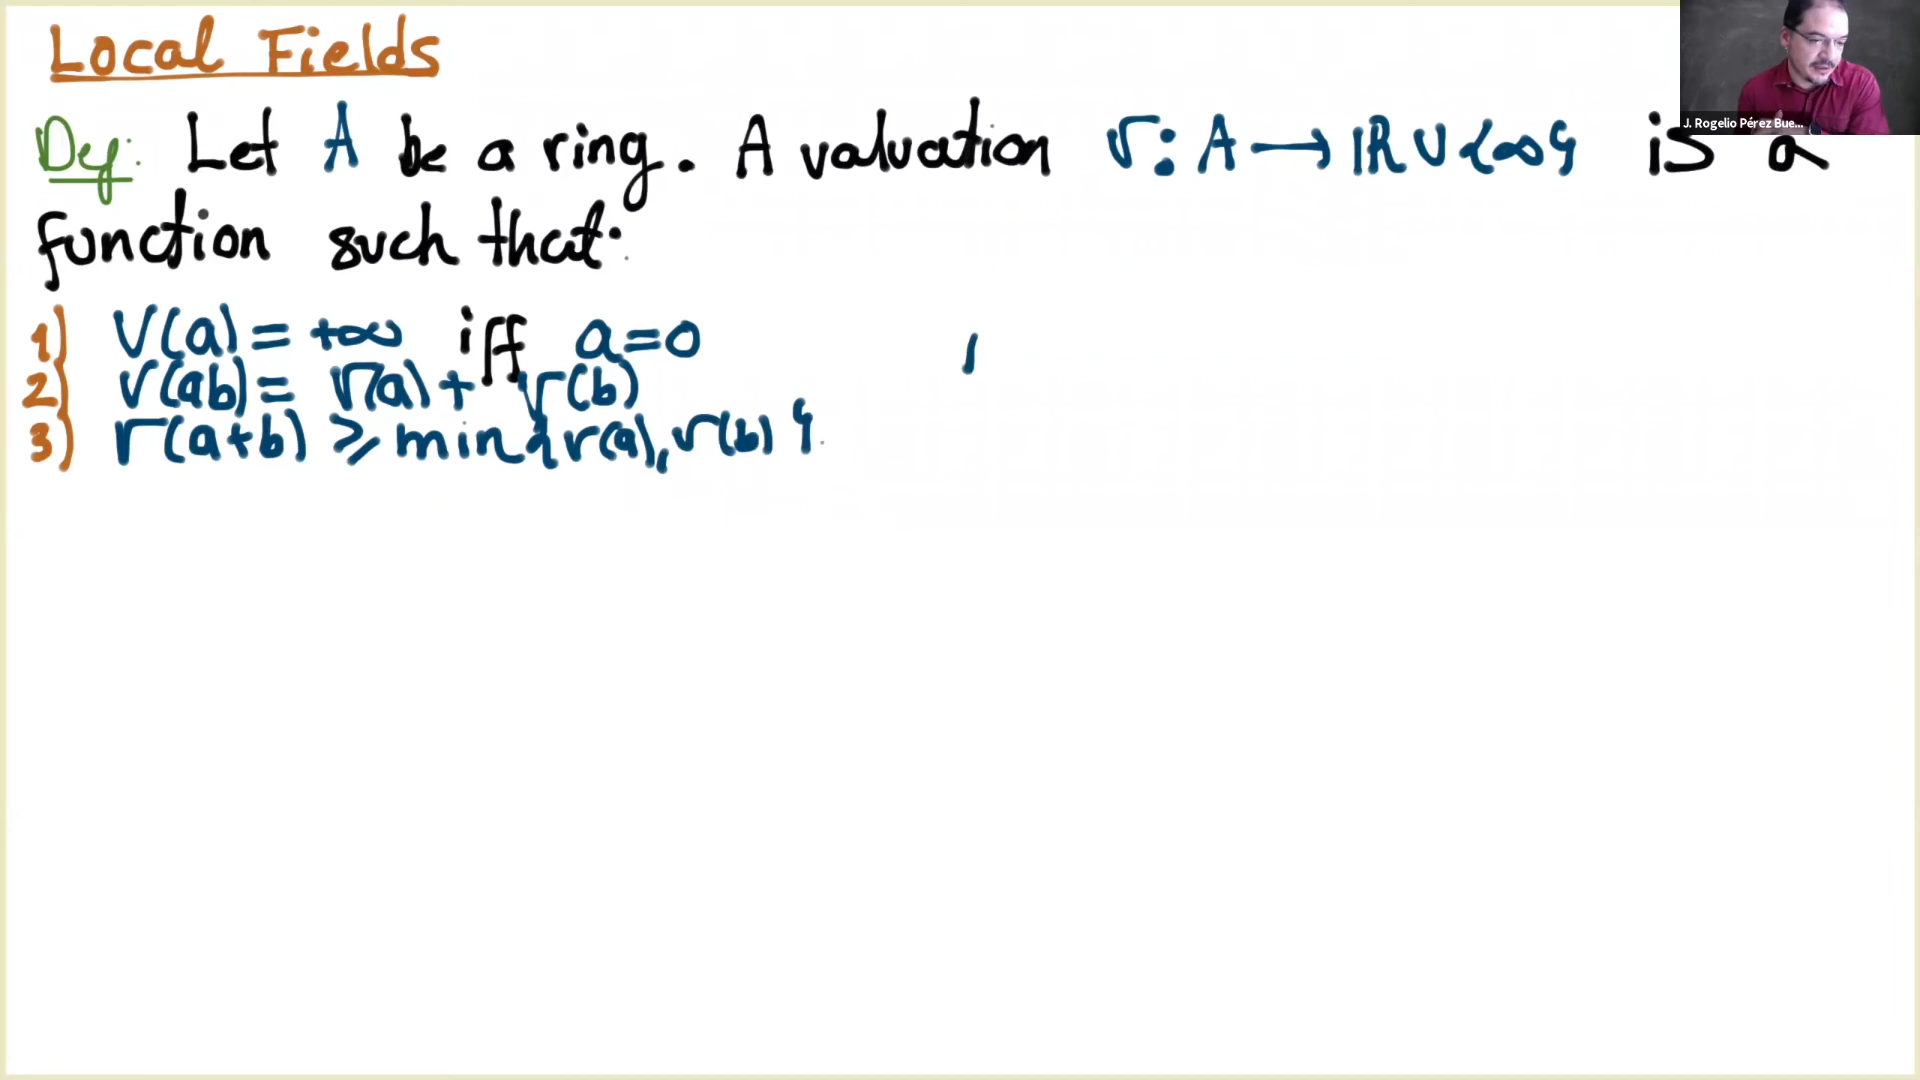 Local Fields
J. Rogelio Pérez Bue...
Def: Let A be a ring. A valuation v: A → ℝ ∪ {∞} is a
function such that:
1) v(a) = +∞ iff a=0
2) v(ab) = v(a) + v(b)
3) v(a+b) ≥ min{v(a), v(b)}.